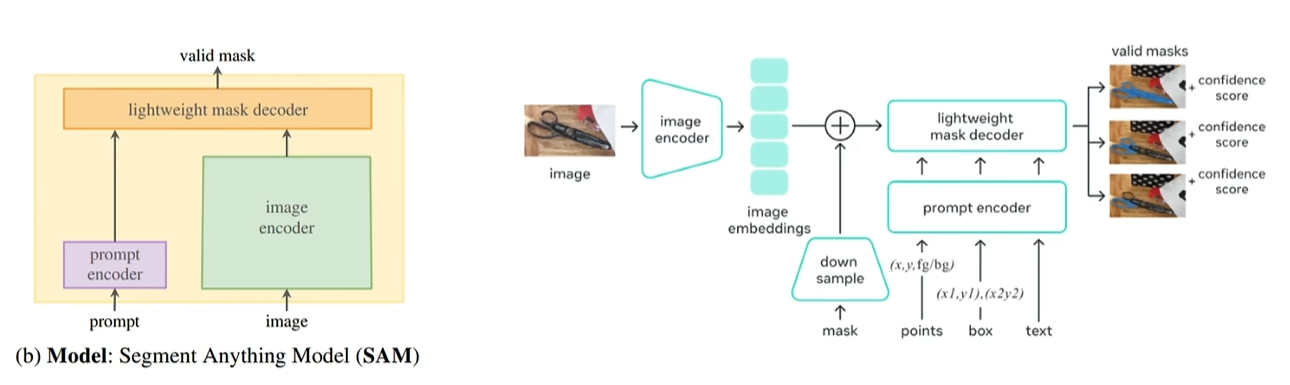 valid mask
lightweight mask decoder
image
encoder
prompt
encoder
prompt
image
(b) Model: Segment Anything Model (SAM)
image
image
encoder
image
embeddings
down
sample
mask
lightweight
mask decoder
prompt encoder
(x,y,fg/bg)
(x1,y1),(x2y2)
points
box
text
valid masks
+ confidence
score
+ confidence
score
+ confidence
score